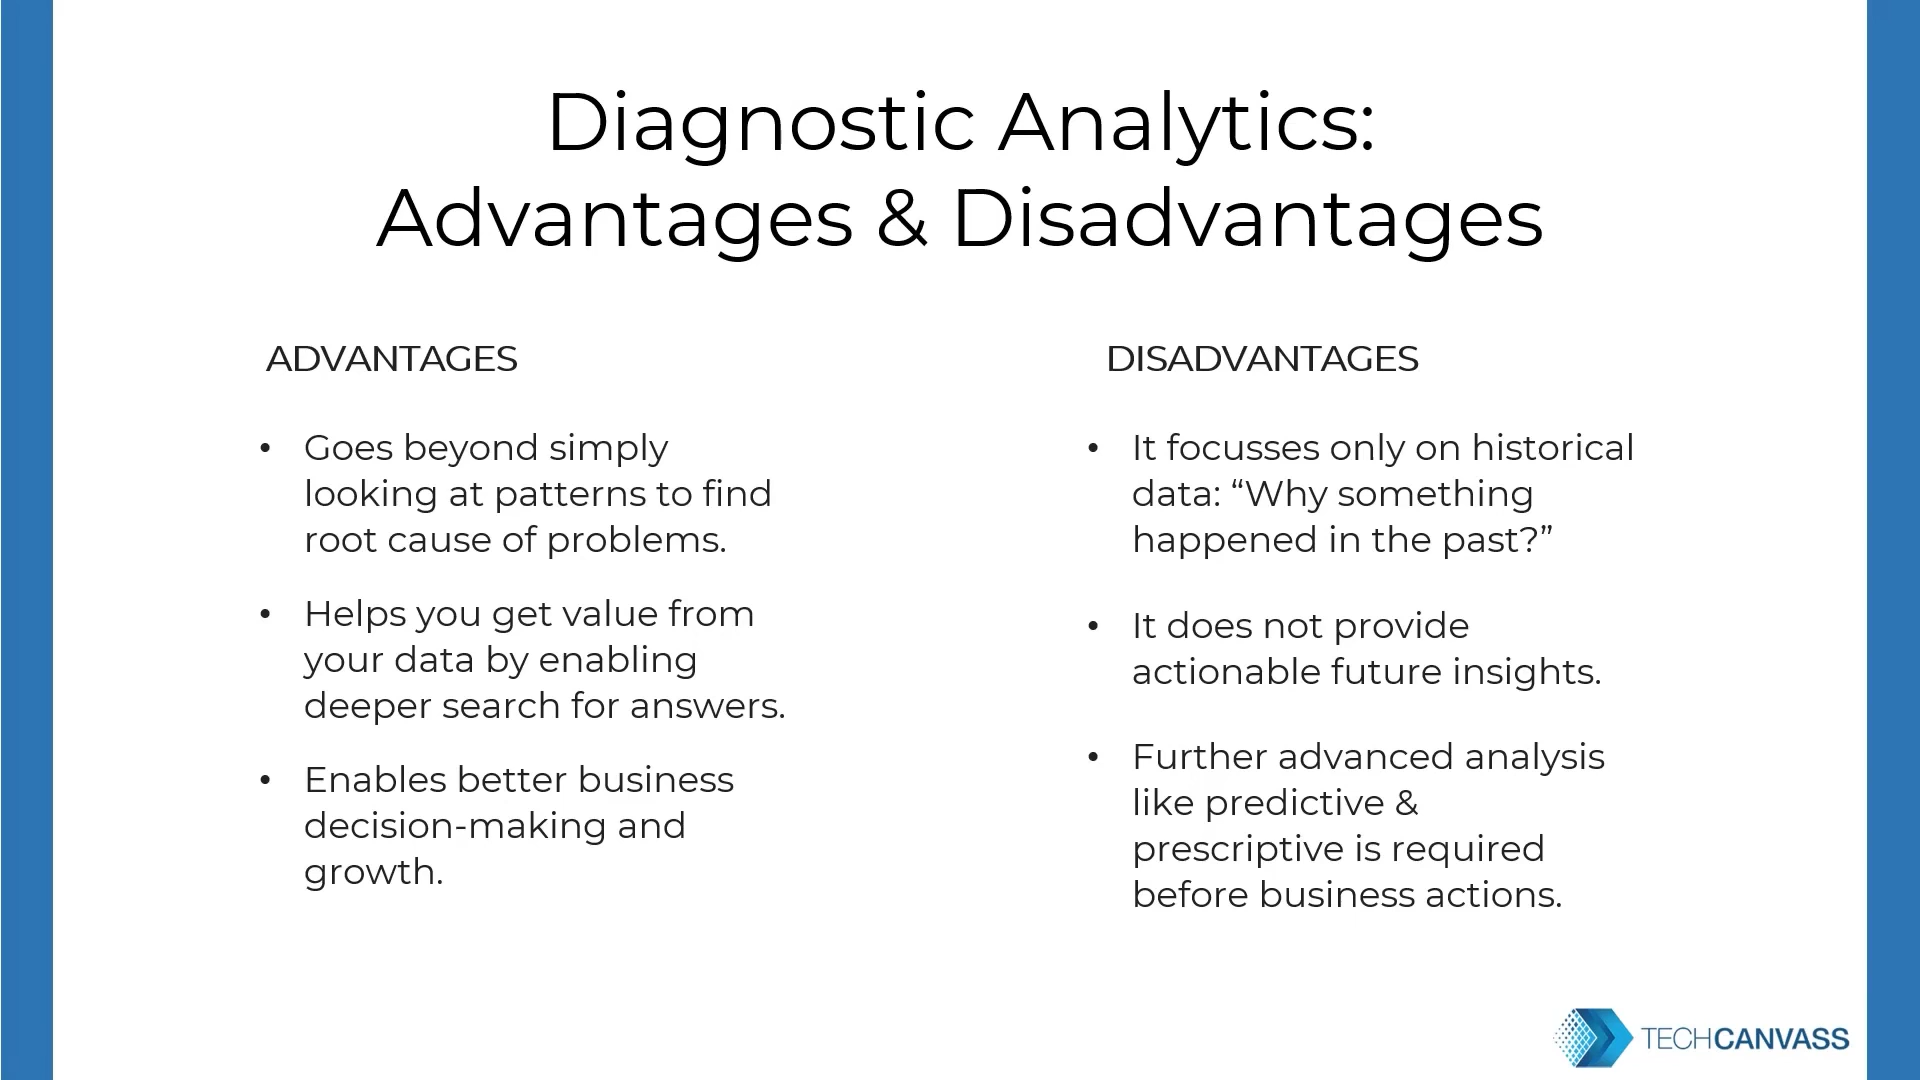 Diagnostic Analytics:
Advantages & Disadvantages
ADVANTAGES
• Goes beyond simply
looking at patterns to find
root cause of problems.
• Helps you get value from
your data by enabling
deeper search for answers.
• Enables better business
decision-making and
growth.
DISADVANTAGES
• It focusses only on historical
data: “Why something
happened in the past?”
• It does not provide
actionable future insights.
• Further advanced analysis
like predictive &
prescriptive is required
before business actions.
TECHCANVASS